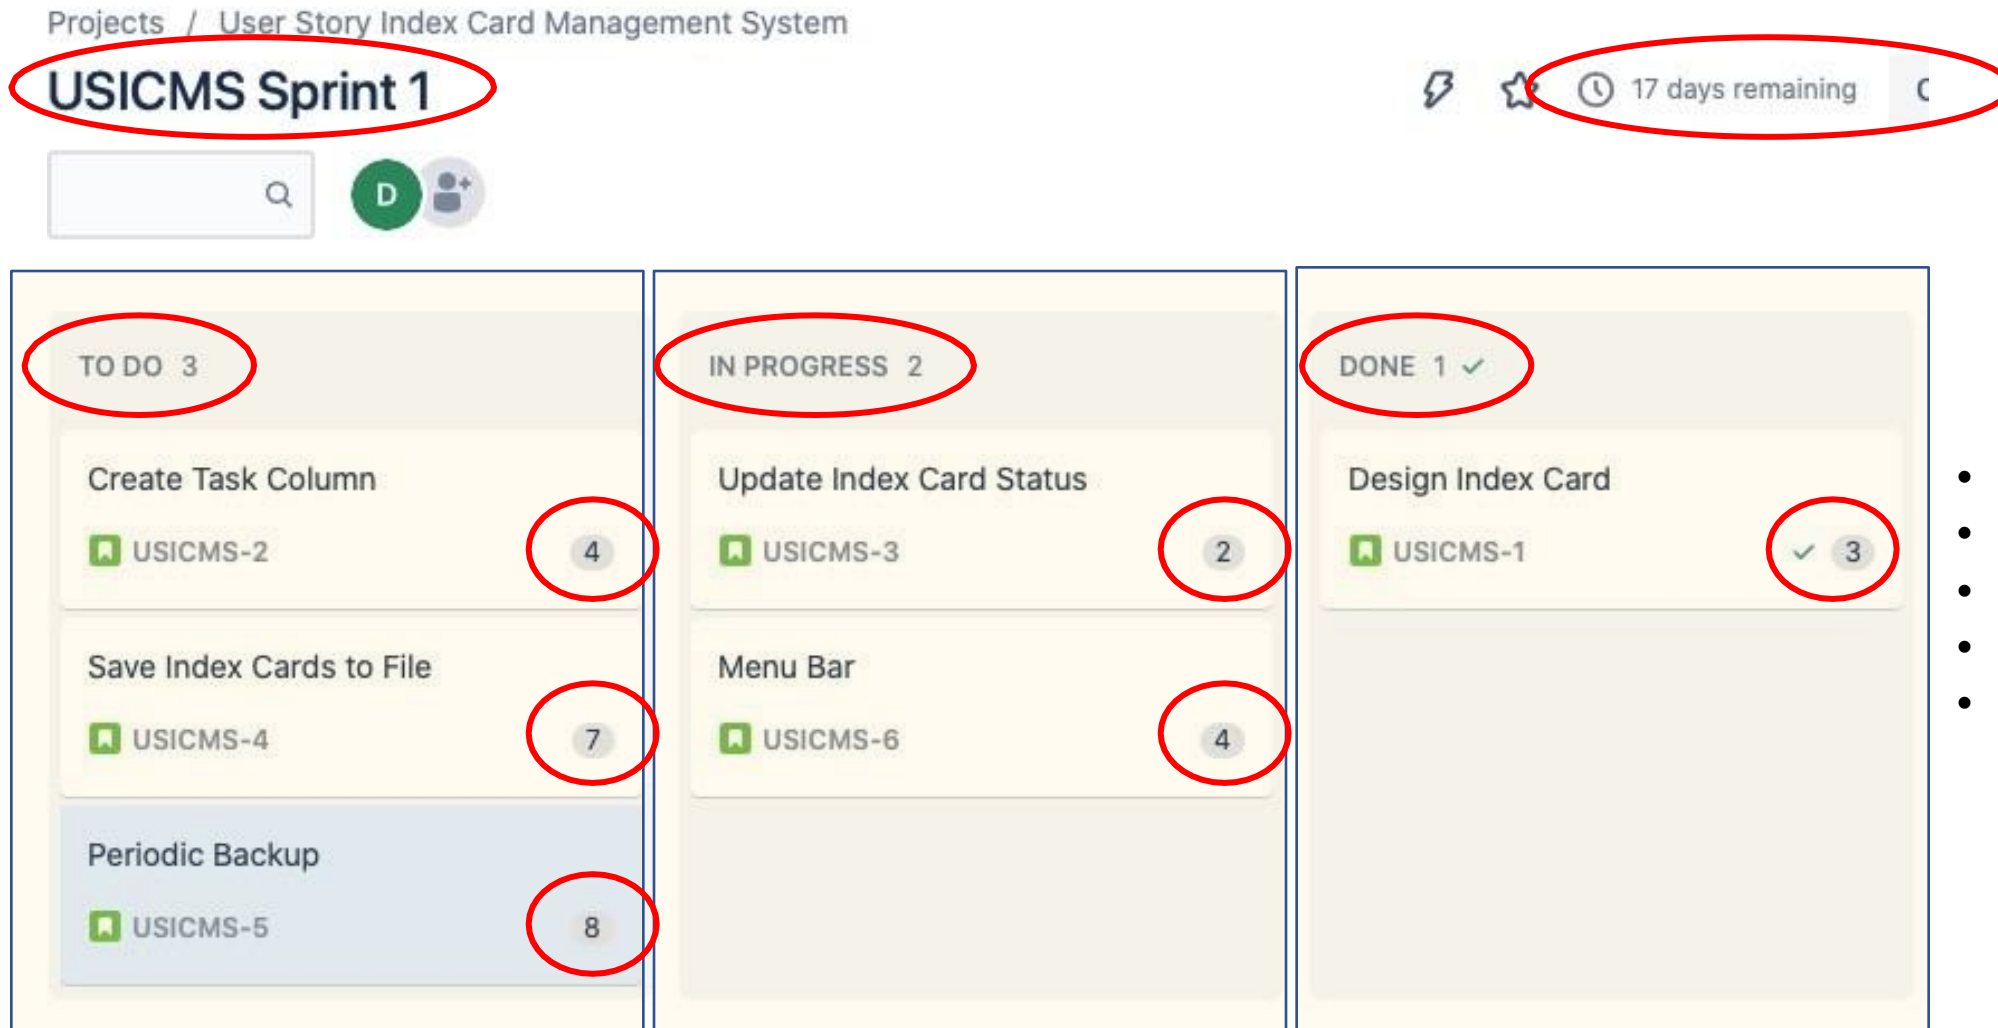 Projects / User Story Index Card Management System
USICMS Sprint 1
17 days remaining
D
TO DO 3
Create Task Column
USICMS-2
4
Save Index Cards to File
USICMS-4
7
Periodic Backup
USICMS-5
8
IN PROGRESS 2
Update Index Card Status
USICMS-3
2
Menu Bar
USICMS-6
4
DONE 1
Design Index Card
USICMS-1
3